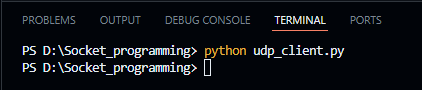 PROBLEMS OUTPUT DEBUG CONSOLE TERMINAL PORTS
PS D:\Socket_programming> python udp_client.py
PS D:\Socket_programming>